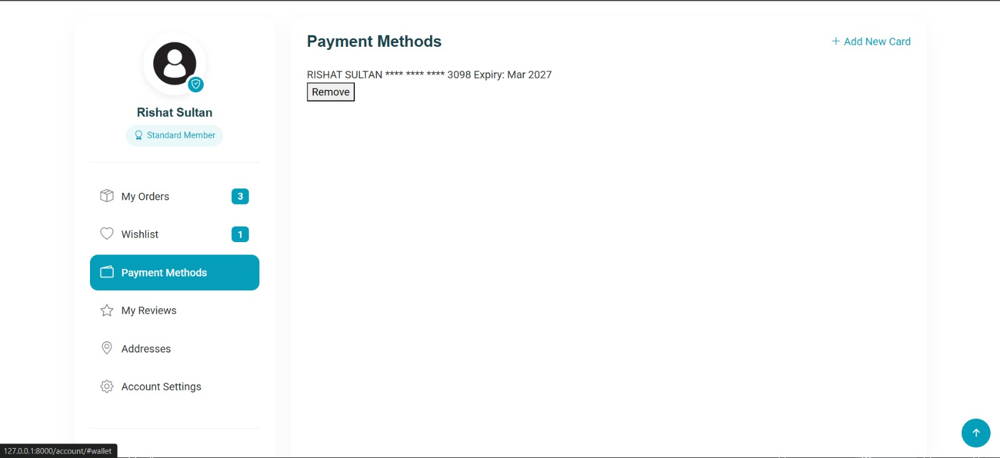 Payment Methods
+ Add New Card
RISHAT SULTAN **** **** **** 3098 Expiry: Mar 2027
Remove
Rishat Sultan
Standard Member
My Orders 3
Wishlist 1
Payment Methods
My Reviews
Addresses
Account Settings
127.0.0.1:8000/account/#wallet